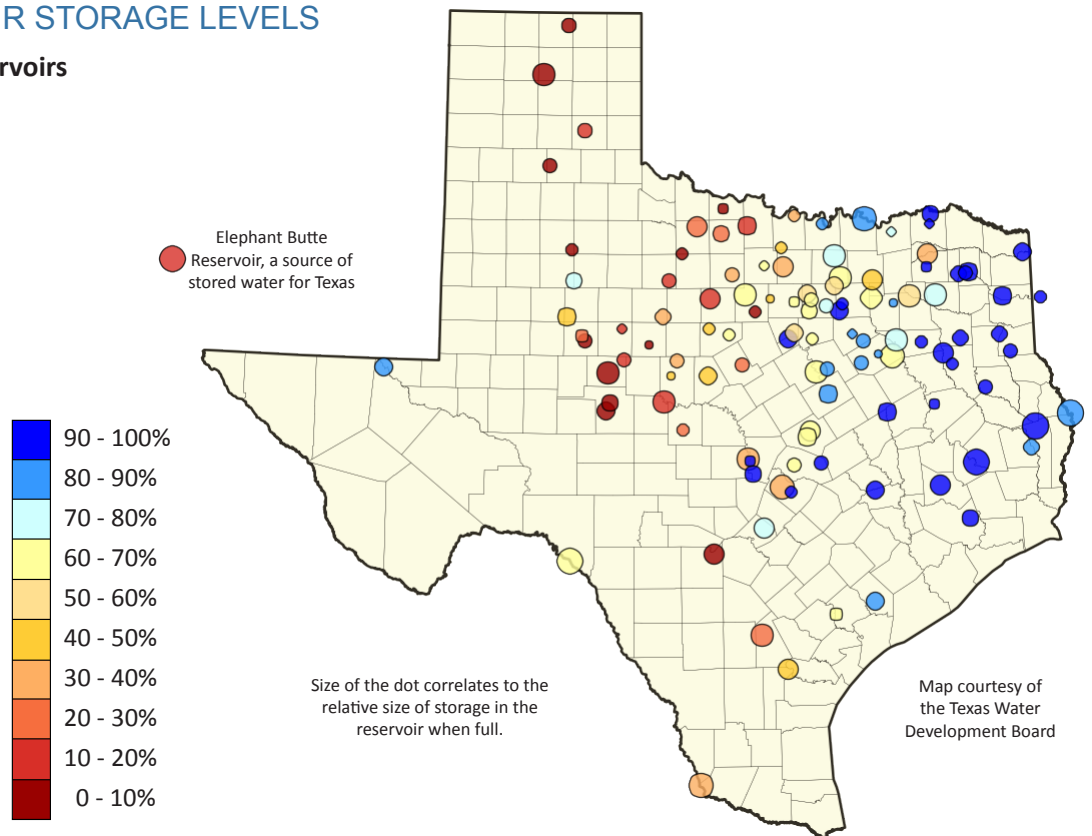 R STORAGE LEVELS
rvoirs
Elephant Butte
Reservoir, a source of
stored water for Texas
90 - 100%
80 - 90%
70 - 80%
60 - 70%
50 - 60%
40 - 50%
30 - 40%
20 - 30%
10 - 20%
0 - 10%
Size of the dot correlates to the
relative size of storage in the
reservoir when full.
Map courtesy of
the Texas Water
Development Board